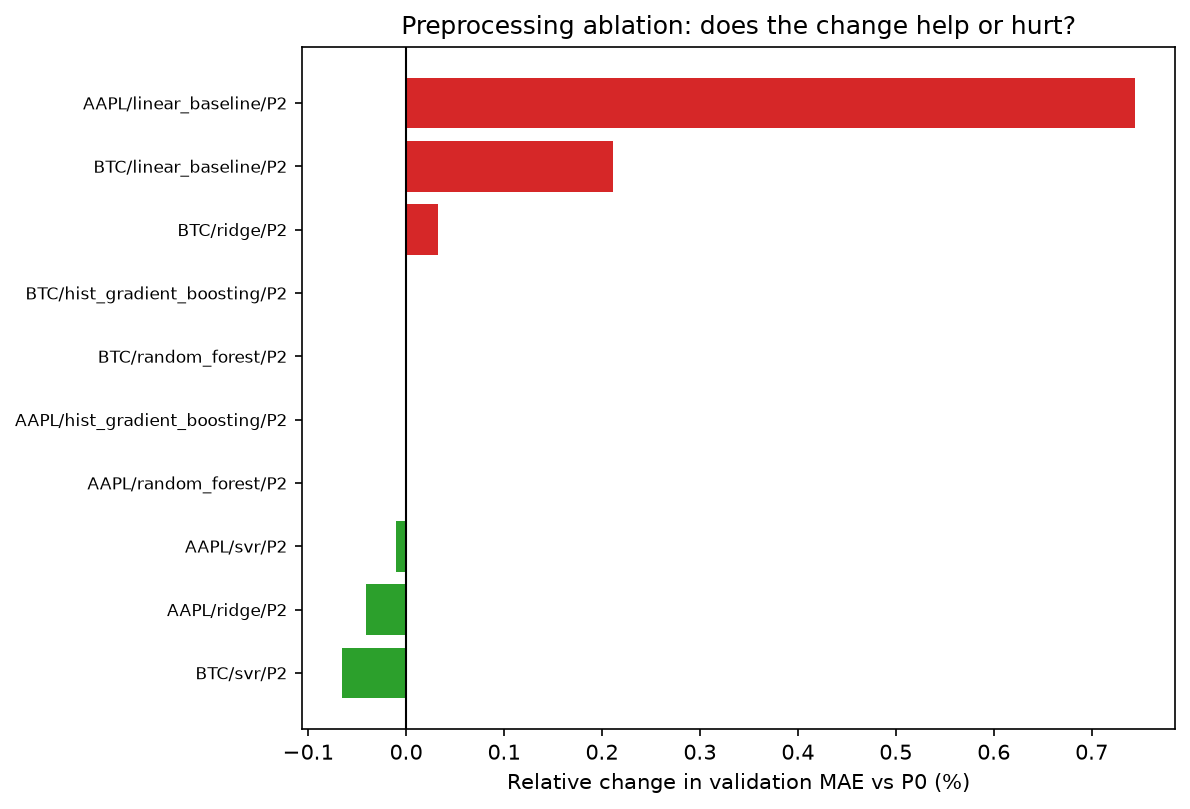 Preprocessing ablation: does the change help or hurt?
AAPL/linear_baseline/P2
BTC/linear_baseline/P2
BTC/ridge/P2
BTC/hist_gradient_boosting/P2
BTC/random_forest/P2
AAPL/hist_gradient_boosting/P2
AAPL/random_forest/P2
AAPL/svr/P2
AAPL/ridge/P2
BTC/svr/P2
−0.1 0.0 0.1 0.2 0.3 0.4 0.5 0.6 0.7
Relative change in validation MAE vs P0 (%)